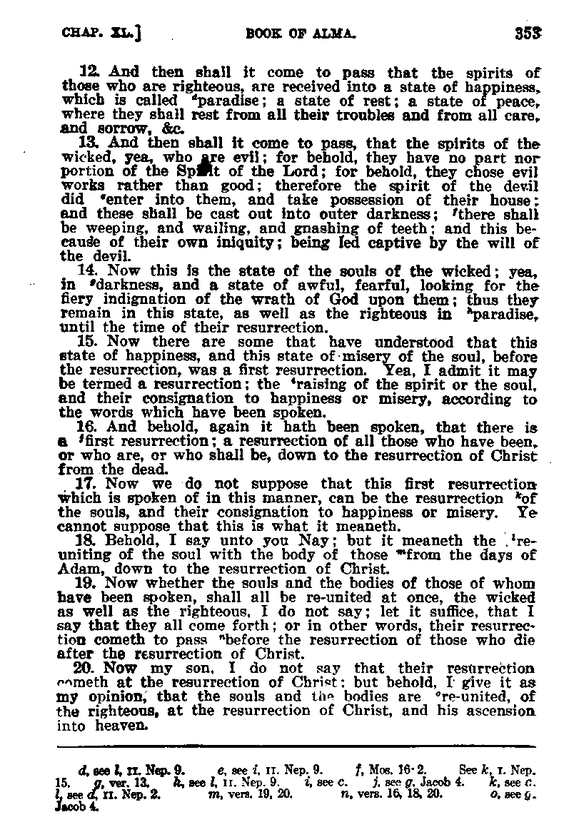 CHAP. XL.] BOOK OF ALMA. 353
12. And then shall it come to pass that the spirits of
those who are righteous, are received into a state of happiness,
which is called dparadise; a state of rest; a state of peace,
where they shall rest from all their troubles and from all care,
and sorrow, &c.
13. And then shall it come to pass, that the spirits of the
wicked, yea, who are evil; for behold, they have no part nor
portion of the Spirit of the Lord; for behold, they chose evil
works rather than good; therefore the spirit of the devil
did eenter into them, and take possession of their house;
and these shall be cast out into outer darkness; fthere shall
be weeping, and wailing, and gnashing of teeth; and this be-
cause of their own iniquity; being led captive by the will of
the devil.
14. Now this is the state of the souls of the wicked; yea,
in gdarkness, and a state of awful, fearful, looking for the
fiery indignation of the wrath of God upon them; thus they
remain in this state, as well as the righteous in hparadise,
until the time of their resurrection.
15. Now there are some that have understood that this
state of happiness, and this state of misery of the soul, before
the resurrection, was a first resurrection. Yea, I admit it may
be termed a resurrection; the iraising of the spirit or the soul,
and their consignation to happiness or misery, according to
the words which have been spoken.
16. And behold, again it hath been spoken, that there is
a jfirst resurrection; a resurrection of all those who have been,
or who are, or who shall be, down to the resurrection of Christ
from the dead.
17. Now we do not suppose that this first resurrection
which is spoken of in this manner, can be the resurrection kof
the souls, and their consignation to happiness or misery. Ye
cannot suppose that this is what it meaneth.
18. Behold, I say unto you Nay; but it meaneth the lre-
uniting of the soul with the body of those mfrom the days of
Adam, down to the resurrection of Christ.
19. Now whether the souls and the bodies of those of whom
have been spoken, shall all be re-united at once, the wicked
as well as the righteous, I do not say; let it suffice, that I
say that they all come forth; or in other words, their resurrec-
tion cometh to pass nbefore the resurrection of those who die
after the resurrection of Christ.
20. Now my son, I do not say that their resurrection
cometh at the resurrection of Christ; but behold, I give it as
my opinion, that the souls and the bodies are ore-united, of
the righteous, at the resurrection of Christ, and his ascension
into heaven.
d, see l, II. Nep. 9. e, see i, II. Nep. 9. f, Mos. 16:2. See k, I. Nep.
15. g, ver. 13. h, see l, II. Nep. 9. i, see c. j, see g, Jacob 4. k, see c.
l, see d, II. Nep. 2. m, vers. 19, 20. n, vers. 16, 18, 20. o, see g,
Jacob 4.